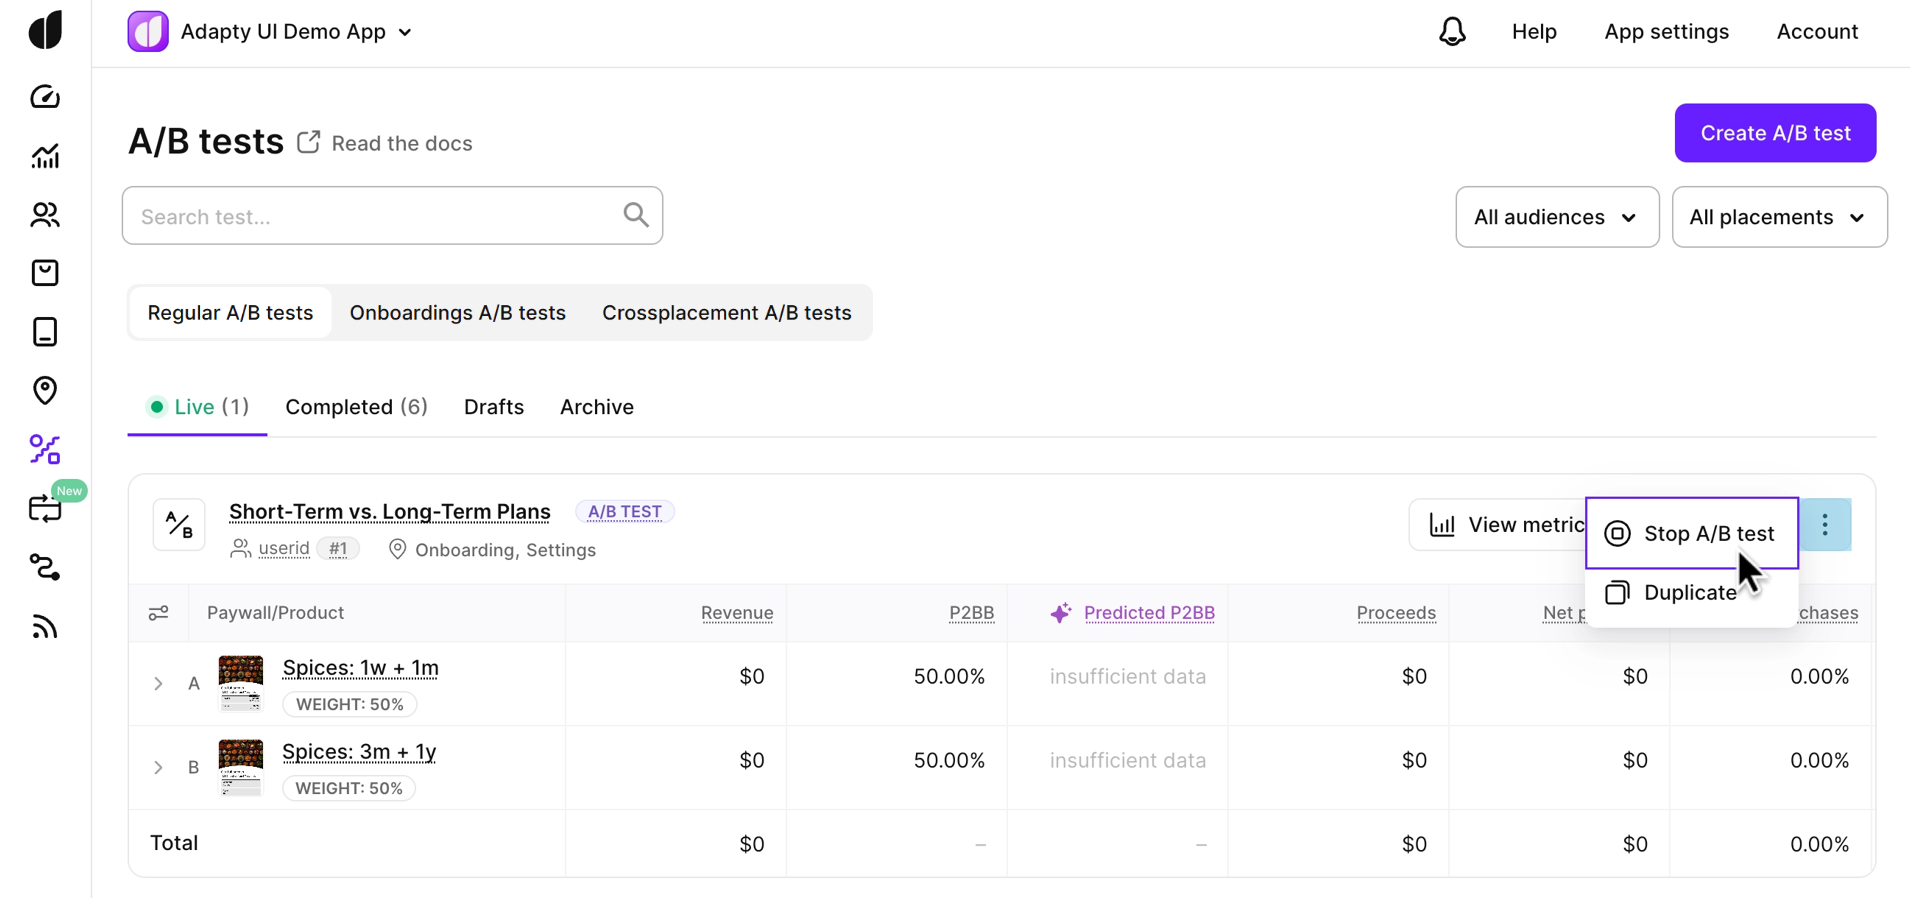 Adapty UI Demo App
Help
App settings
Account
A/B tests
Read the docs
Create A/B test
Search test...
All audiences
All placements
Regular A/B tests
Onboardings A/B tests
Crossplacement A/B tests
Live (1)
Completed (6)
Drafts
Archive
New
A/B
Short-Term vs. Long-Term Plans
A/B TEST
userid
#1
Onboarding, Settings
View metric
Stop A/B test
Duplicate
Paywall/Product
Revenue
P2BB
Predicted P2BB
Proceeds
Net p
chases
A
Spices: 1w + 1m
WEIGHT: 50%
$0
50.00%
insufficient data
$0
$0
0.00%
B
Spices: 3m + 1y
WEIGHT: 50%
$0
50.00%
insufficient data
$0
$0
0.00%
Total
$0
–
–
$0
$0
0.00%